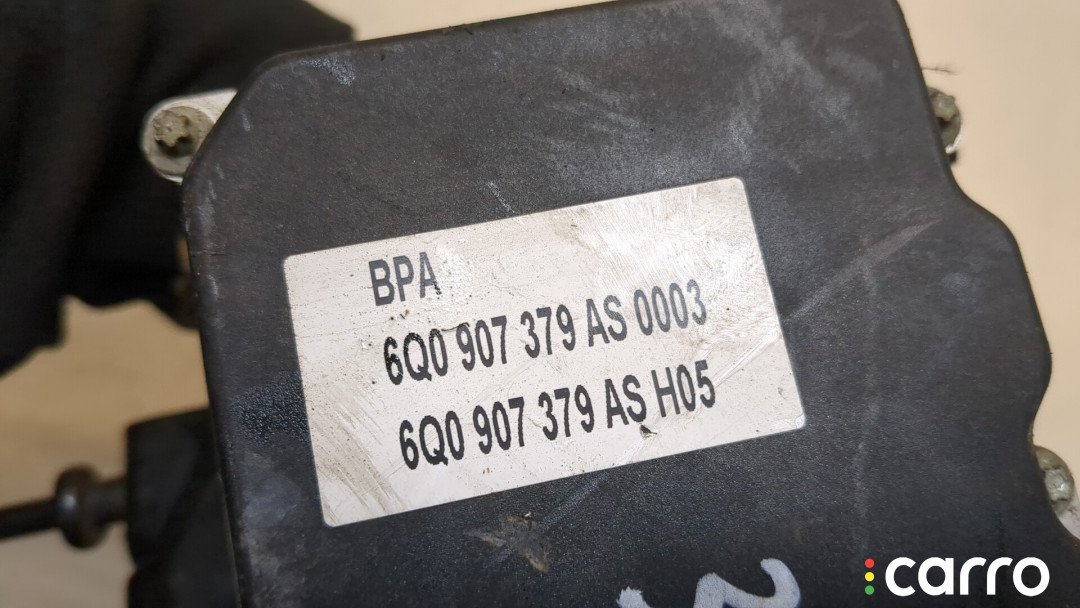 BPA
6Q0 907 379 AS 0003
6Q0 907 379 AS H05
carro